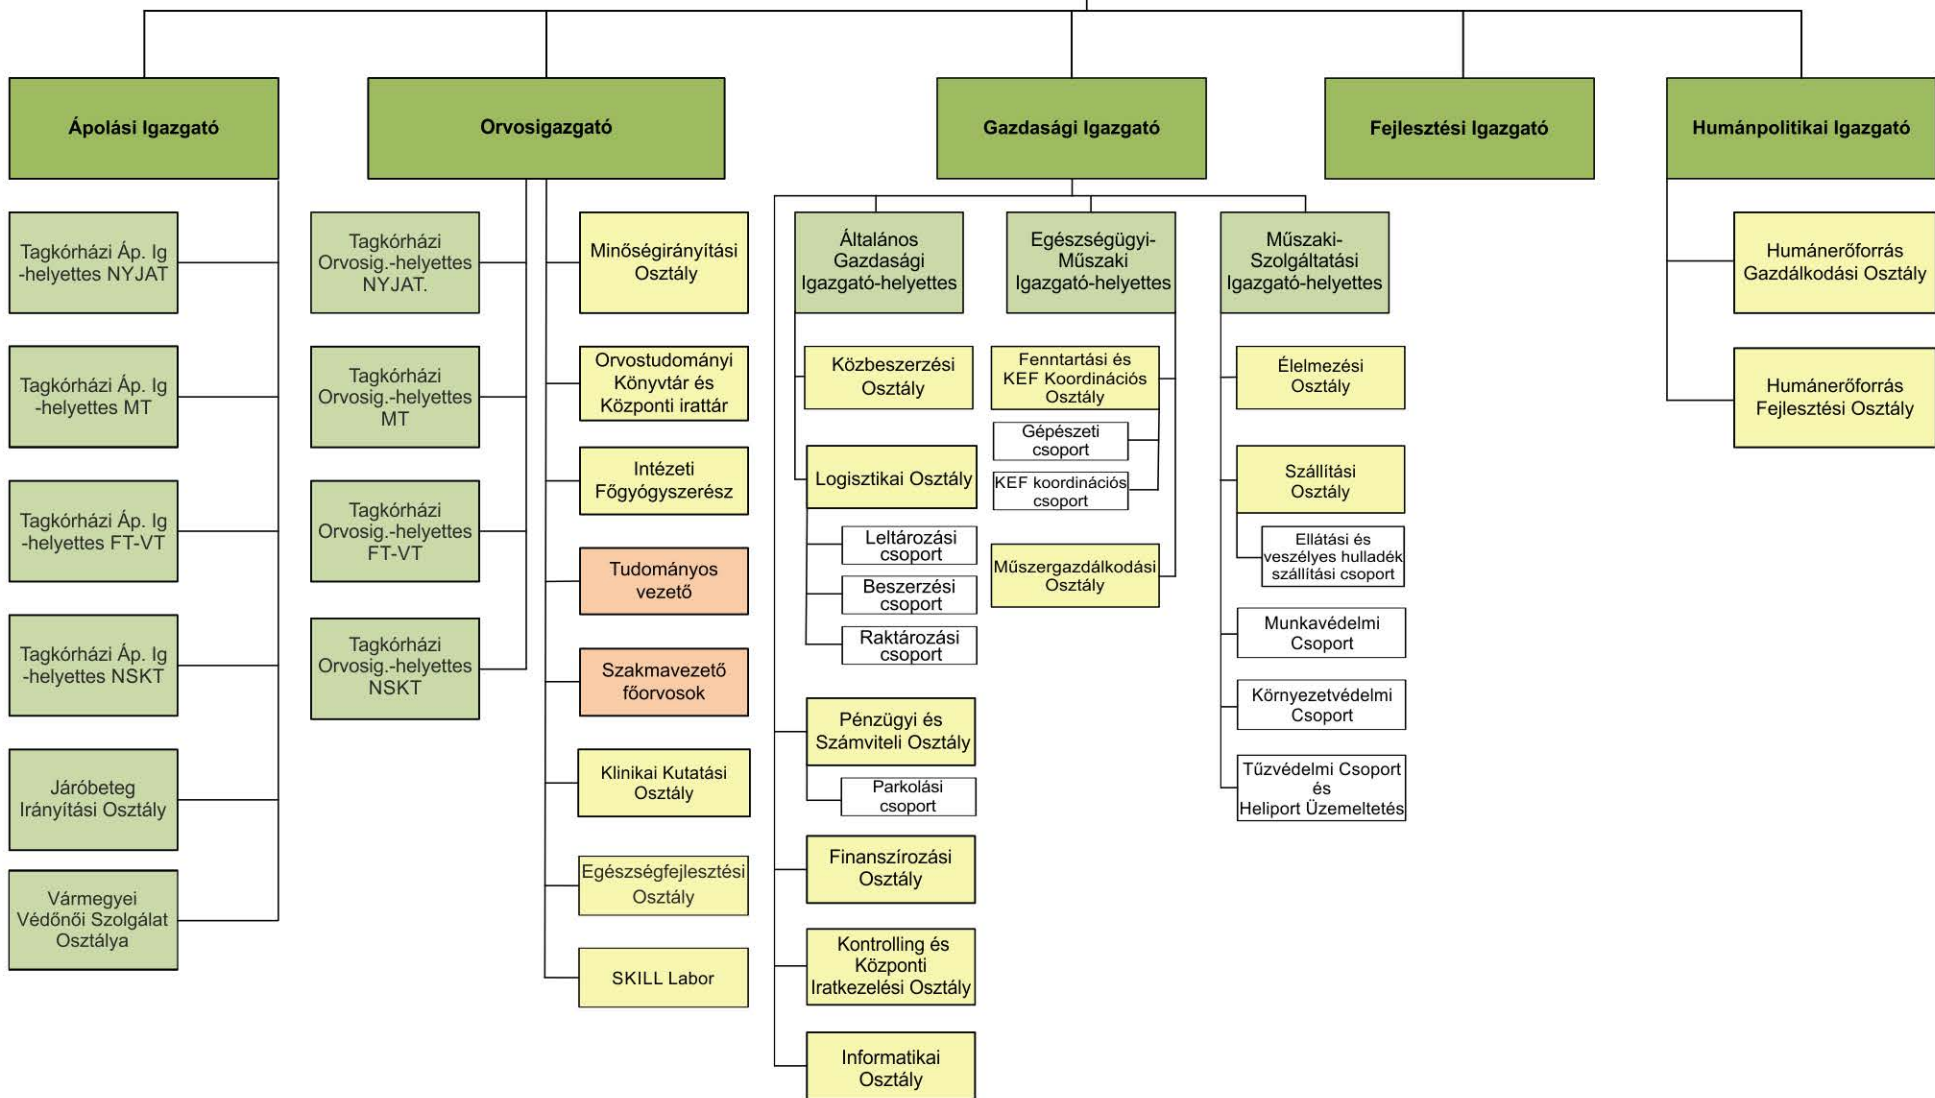 Ápolási Igazgató
Tagkórházi Áp. Ig
-helyettes NYJAT
Tagkórházi Áp. Ig
-helyettes MT
Tagkórházi Áp. Ig
-helyettes FT-VT
Tagkórházi Áp. Ig
-helyettes NSKT
Járóbeteg
Irányítási Osztály
Vármegyei
Védőnői Szolgálat
Osztálya
Orvosigazgató
Tagkórházi
Orvosig.-helyettes
NYJAT.
Tagkórházi
Orvosig.-helyettes
MT
Tagkórházi
Orvosig.-helyettes
FT-VT
Tagkórházi
Orvosig.-helyettes
NSKT
Minőségirányítási
Osztály
Orvostudományi
Könyvtár és
Központi irattár
Intézeti
Főgyógyszerész
Tudományos
vezető
Szakmavezető
főorvosok
Klinikai Kutatási
Osztály
Egészségfejlesztési
Osztály
SKILL Labor
Gazdasági Igazgató
Általános
Gazdasági
Igazgató-helyettes
Közbeszerzési
Osztály
Logisztikai Osztály
Leltározási
csoport
Beszerzési
csoport
Raktározási
csoport
Pénzügyi és
Számviteli Osztály
Parkolási
csoport
Finanszírozási
Osztály
Kontrolling és
Központi
Iratkezelési Osztály
Informatikai
Osztály
Egészségügyi-
Műszaki
Igazgató-helyettes
Fenntartási és
KEF Koordinációs
Osztály
Gépészeti
csoport
KEF koordinációs
csoport
Műszergazdálkodási
Osztály
Műszaki-
Szolgáltatási
Igazgató-helyettes
Élelmezési
Osztály
Szállítási
Osztály
Ellátási és
veszélyes hulladék
szállítási csoport
Munkavédelmi
Csoport
Környezetvédelmi
Csoport
Tűzvédelmi Csoport
és
Heliport Üzemeltetés
Fejlesztési Igazgató
Humánpolitikai Igazgató
Humánerőforrás
Gazdálkodási Osztály
Humánerőforrás
Fejlesztési Osztály